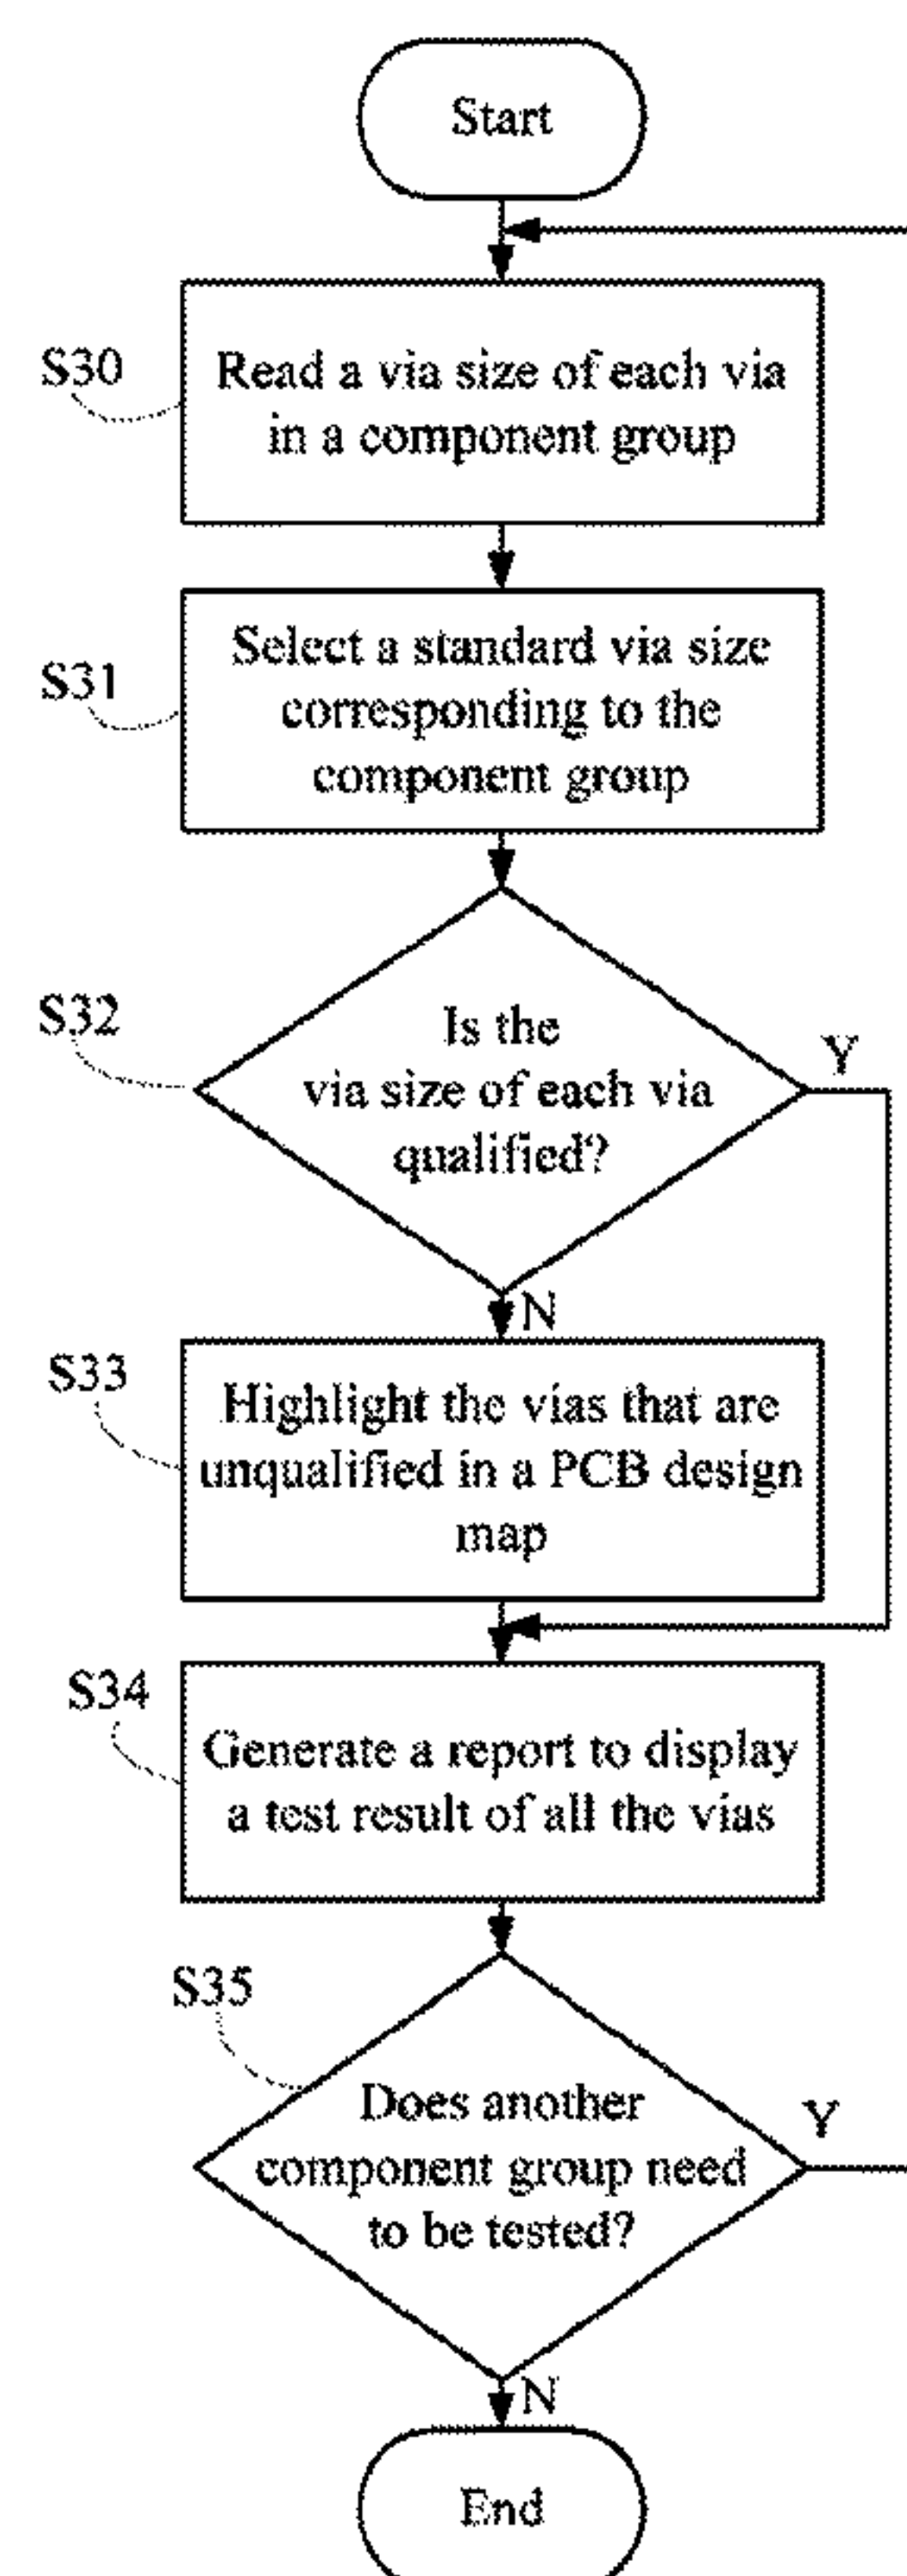 Start
S30
Read a via size of each via
in a component group
S31
Select a standard via size
corresponding to the
component group
S32
Is the
via size of each via
qualified?
Y
N
S33
Highlight the vias that are
unqualified in a PCB design
map
S34
Generate a report to display
a test result of all the vias
S35
Does another
component group need
to be tested?
Y
N
End